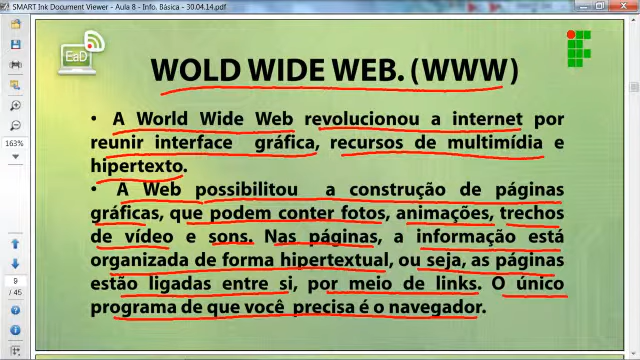 SMART Ink Document Viewer - Aula 8 - Info. Básica - 30.04.14.pdf
EaD
WOLD WIDE WEB. (WWW)
• A World Wide Web revolucionou a internet por
reunir interface gráfica, recursos de multimídia e
hipertexto.
• A Web possibilitou a construção de páginas
gráficas, que podem conter fotos, animações, trechos
de vídeo e sons. Nas páginas, a informação está
organizada de forma hipertextual, ou seja, as páginas
estão ligadas entre si, por meio de links. O único
programa de que você precisa é o navegador.
163%
9
/ 45